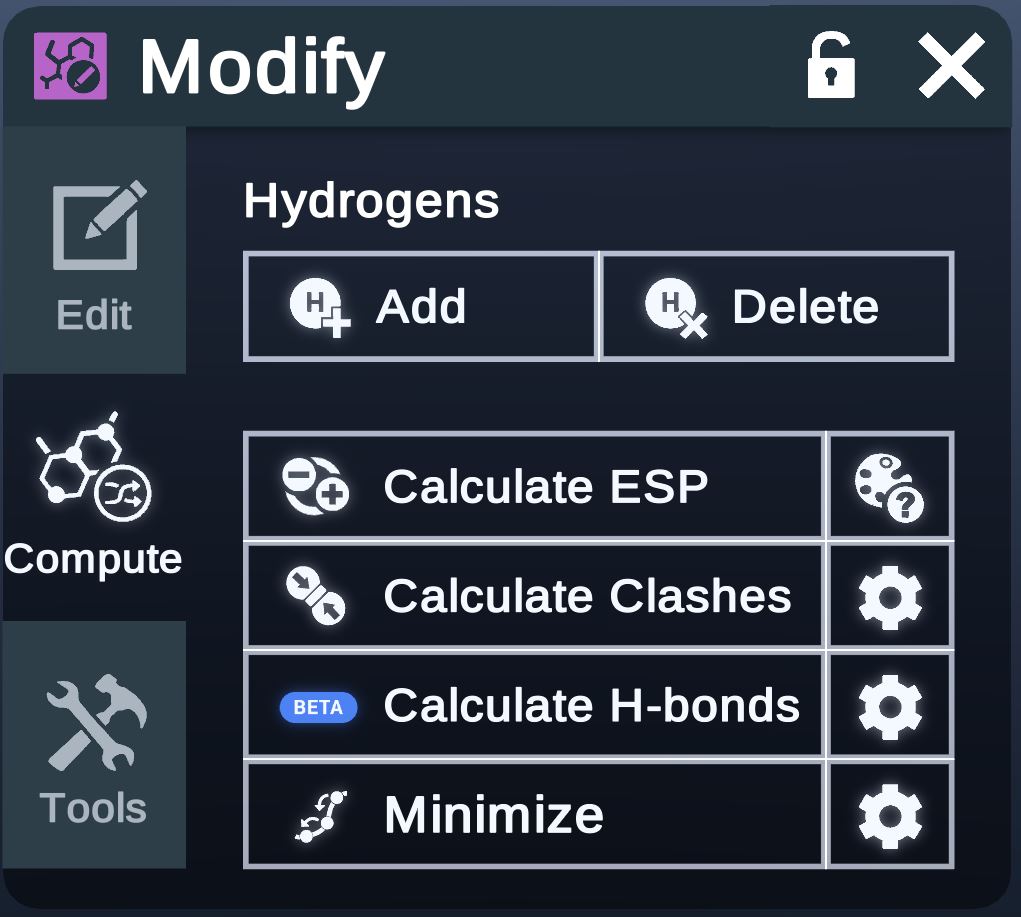 Modify
Edit
Hydrogens
H Add
H Delete
Compute
Calculate ESP
?
Calculate Clashes
BETA Calculate H-bonds
Minimize
Tools